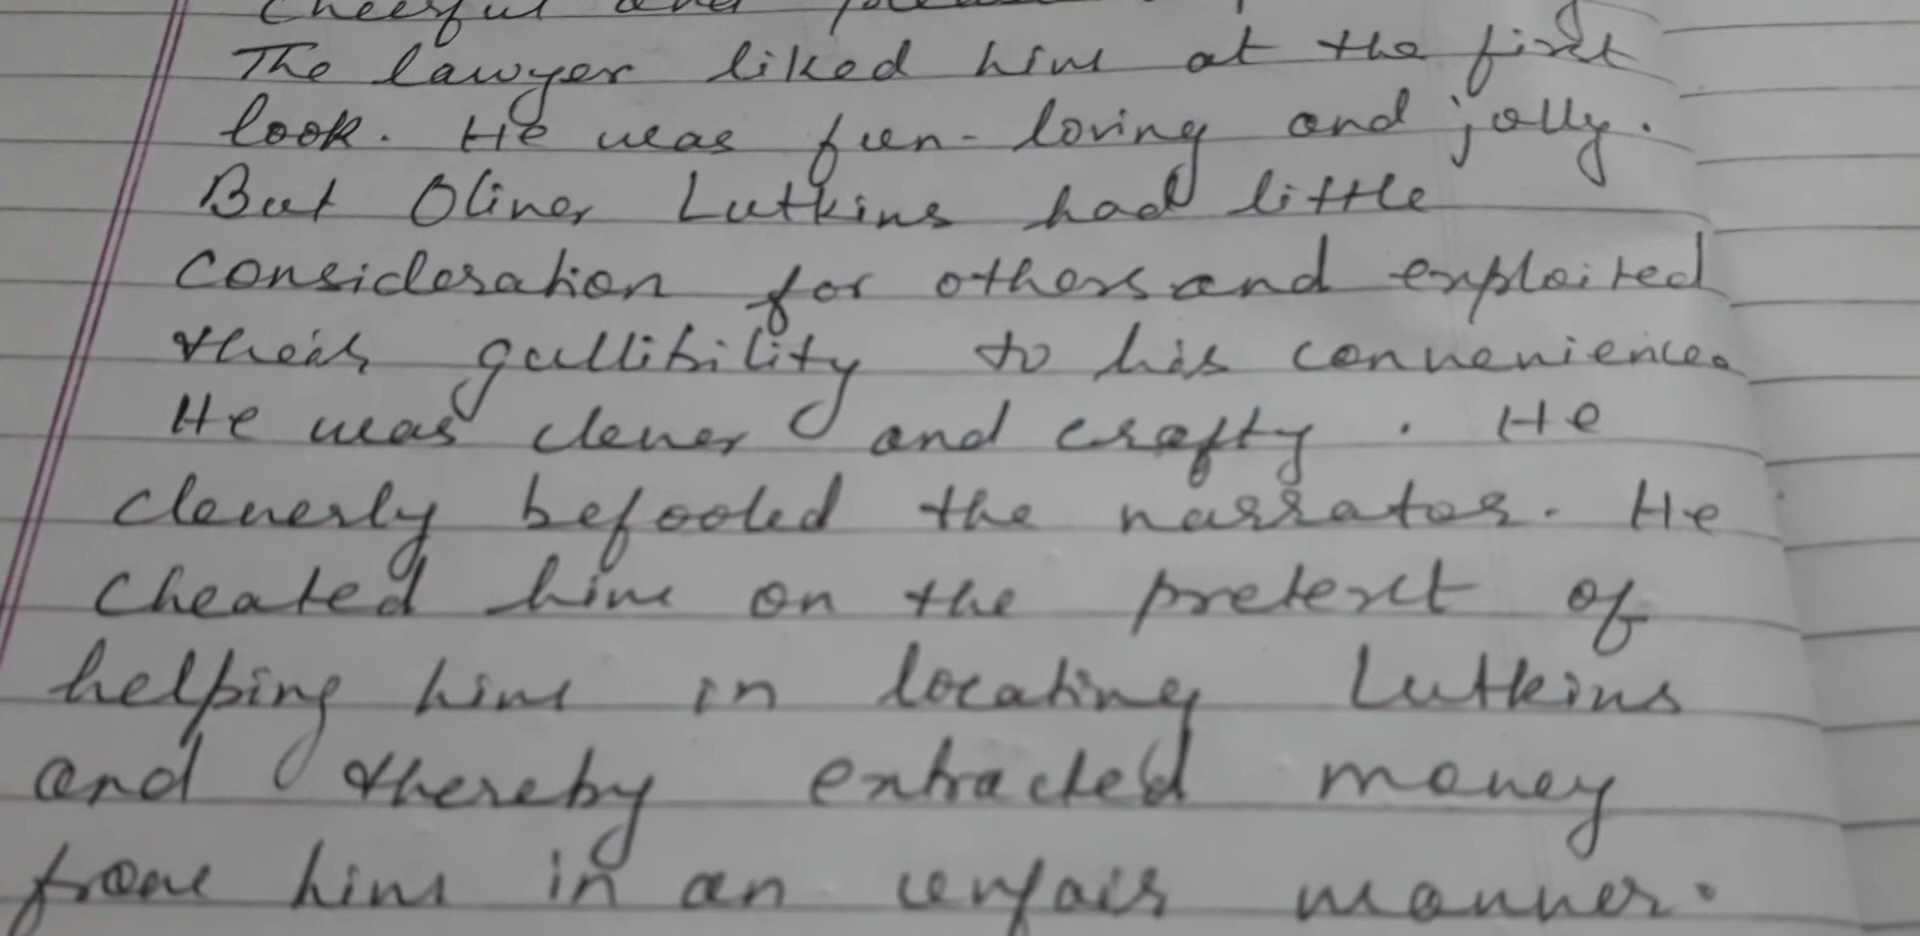 cheerful and
The lawyer liked him at the first
look. He was fun-loving and jolly.
But Oliver Lutkins had little
consideration for others and exploited
their gullibility to his convenience.
He was clever and crafty. He
cleverly befooled the narrator. He
cheated him on the pretext of
helping him in locating Lutkins
and thereby extracted money
from him in an unfair manner.